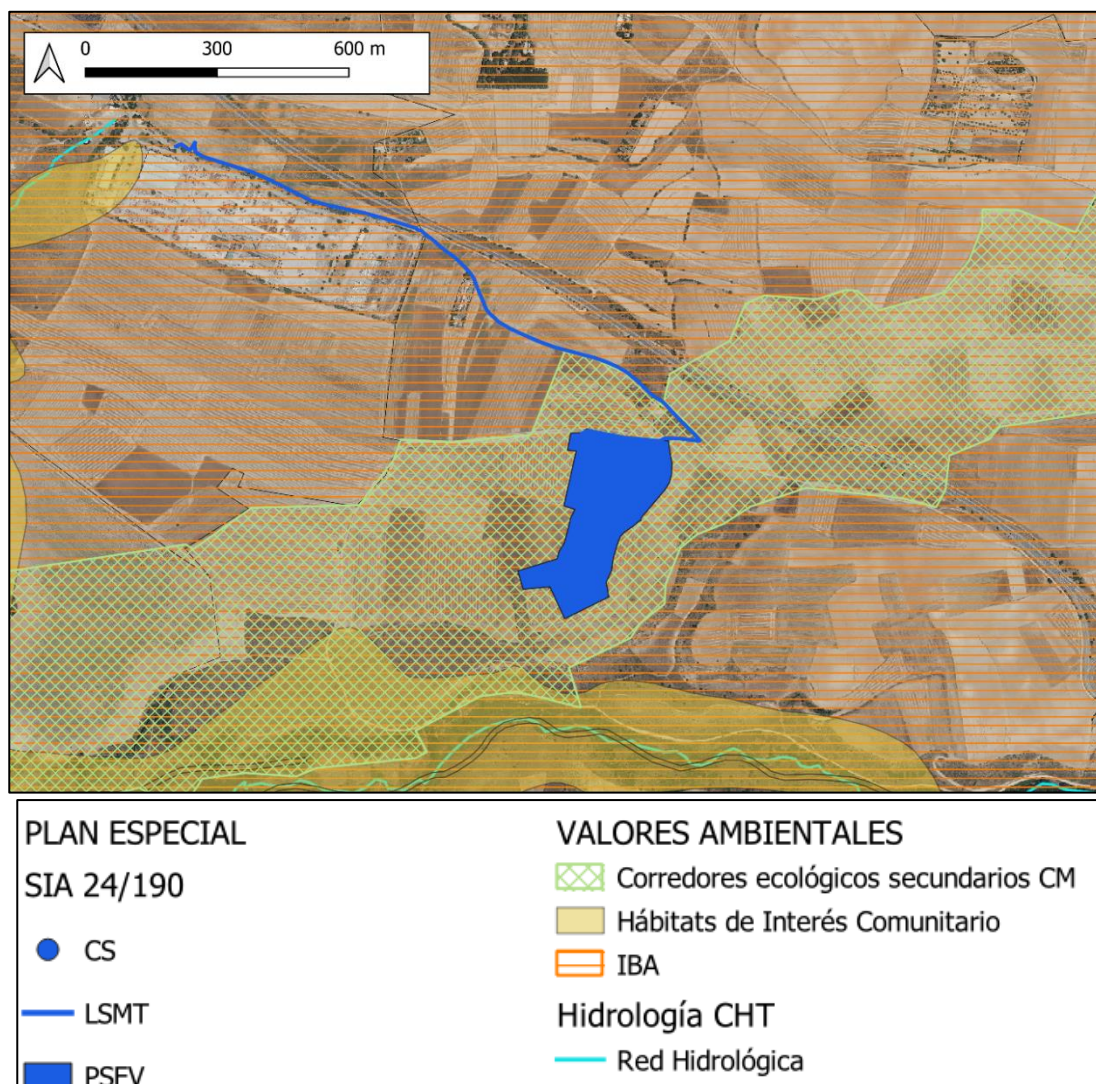 0 300 600 m
PLAN ESPECIAL
SIA 24/190
CS
LSMT
PSFV
VALORES AMBIENTALES
Corredores ecológicos secundarios CM
Hábitats de Interés Comunitario
IBA
Hidrología CHT
Red Hidrológica